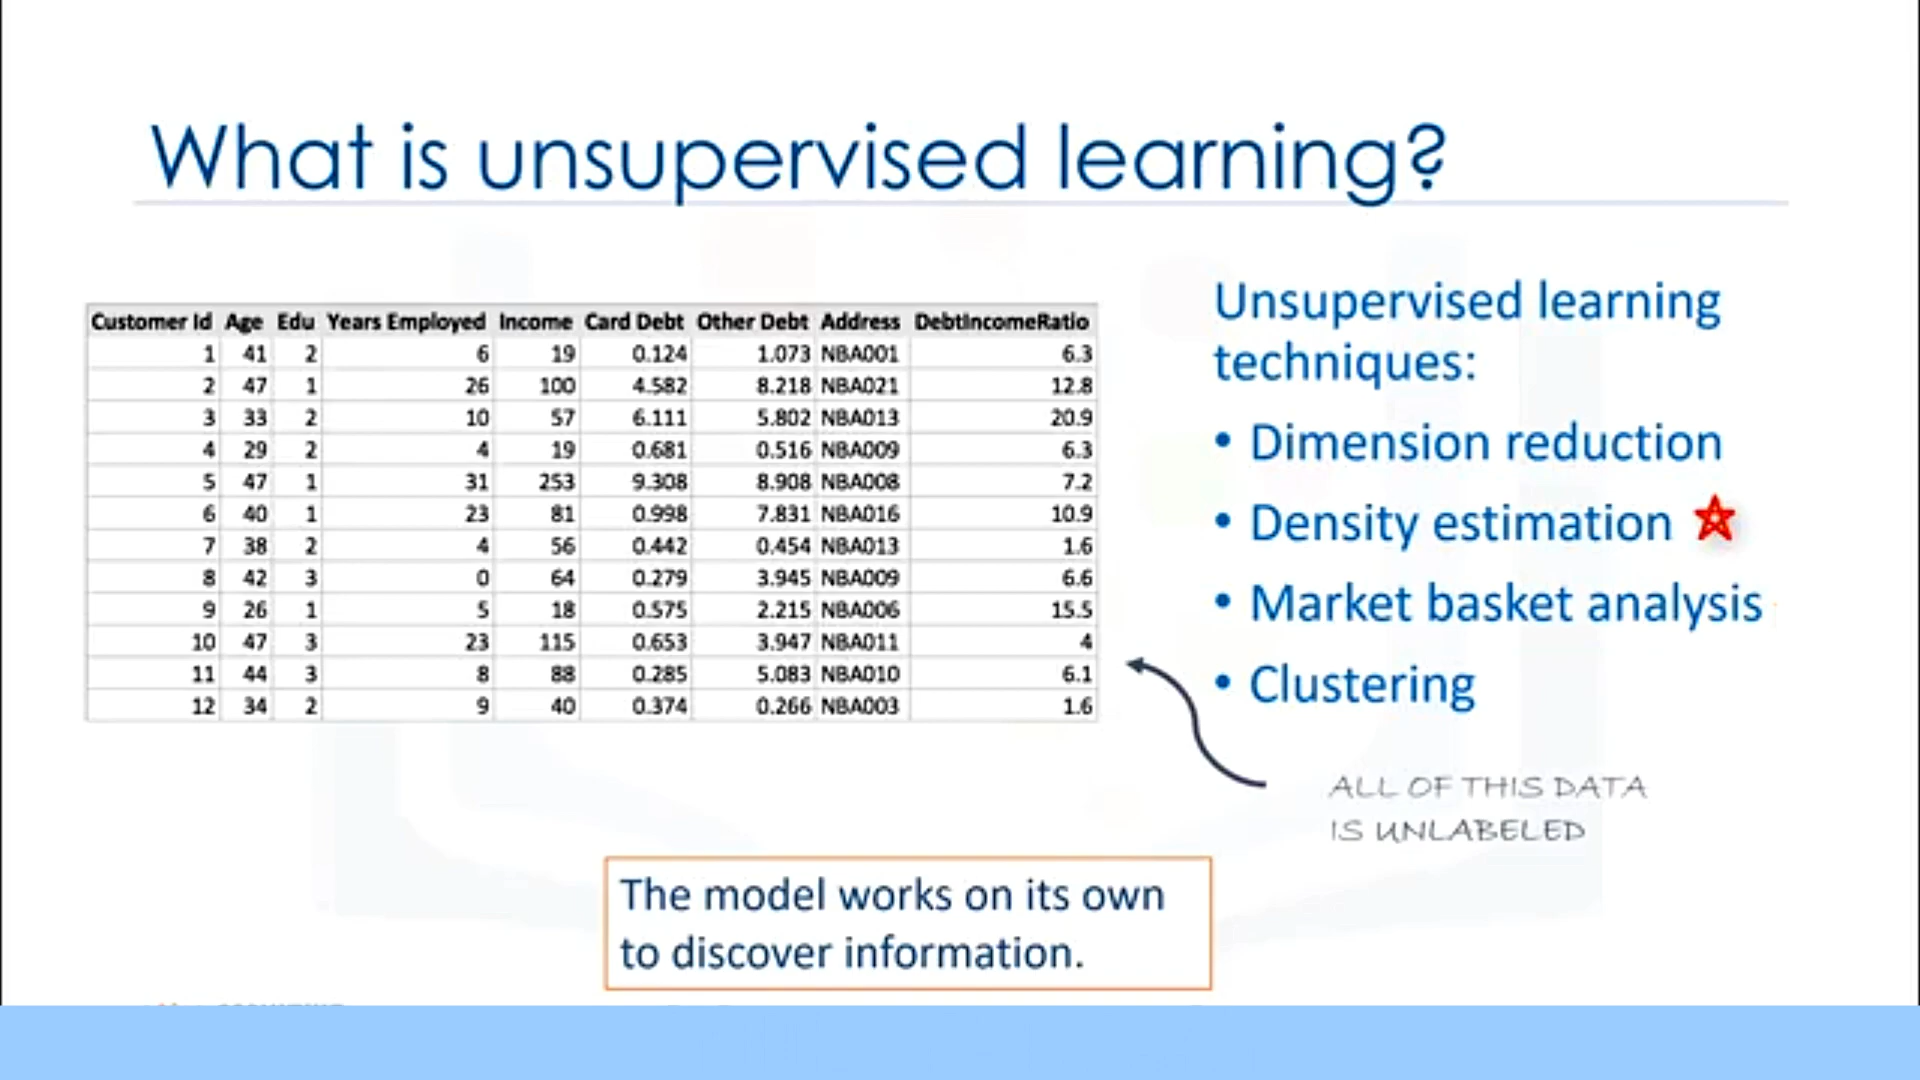 What is unsupervised learning?
Customer Id Age Edu Years Employed Income Card Debt Other Debt Address DebtIncomeRatio
1 41 2 6 19 0.124 1.073 NBA001 6.3
2 47 1 26 100 4.582 8.218 NBA021 12.8
3 33 2 10 57 6.111 5.802 NBA013 20.9
4 29 2 4 19 0.681 0.516 NBA009 6.3
5 47 1 31 253 9.308 8.908 NBA008 7.2
6 40 1 23 81 0.998 7.831 NBA016 10.9
7 38 2 4 56 0.442 0.454 NBA013 1.6
8 42 3 0 64 0.279 3.945 NBA009 6.6
9 26 1 5 18 0.575 2.215 NBA006 15.5
10 47 3 23 115 0.653 3.947 NBA011 4
11 44 3 8 88 0.285 5.083 NBA010 6.1
12 34 2 9 40 0.374 0.266 NBA003 1.6
Unsupervised learning
techniques:
• Dimension reduction
• Density estimation
• Market basket analysis
• Clustering
ALL OF THIS DATA
IS UNLABELED
The model works on its own
to discover information.